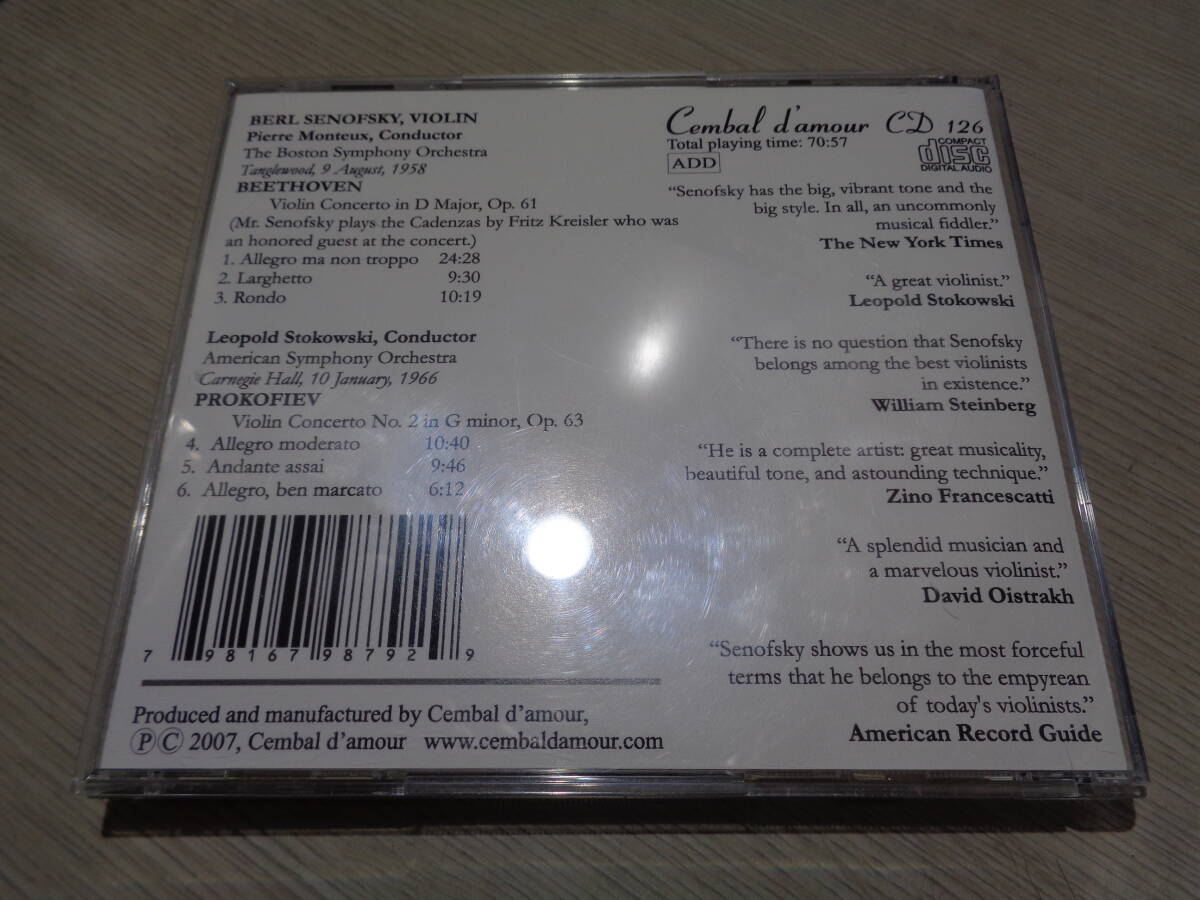 BERL SENOFSKY, VIOLIN
Pierre Monteux, Conductor
The Boston Symphony Orchestra
Tanglewood, 9 August, 1958
BEETHOVEN
Violin Concerto in D Major, Op. 61
(Mr. Senofsky plays the Cadenzas by Fritz Kreisler who was
an honored guest at the concert.)
1. Allegro ma non troppo 24:28
2. Larghetto 9:30
3. Rondo 10:19
Leopold Stokowski, Conductor
American Symphony Orchestra
Carnegie Hall, 10 January, 1966
PROKOFIEV
Violin Concerto No. 2 in G minor, Op. 63
4. Allegro moderato 10:40
5. Andante assai 9:46
6. Allegro, ben marcato 6:12
7 98167 98792 9
Produced and manufactured by Cembal d'amour,
Ⓟ Ⓒ 2007, Cembal d'amour www.cembaldamour.com
Cembal d'amour CD 126
Total playing time: 70:57
ADD
COMPACT
disc
DIGITAL AUDIO
“Senofsky has the big, vibrant tone and the
big style. In all, an uncommonly
musical fiddler.”
The New York Times
“A great violinist.”
Leopold Stokowski
“There is no question that Senofsky
belongs among the best violinists
in existence.”
William Steinberg
“He is a complete artist: great musicality,
beautiful tone, and astounding technique.”
Zino Francescatti
“A splendid musician and
a marvelous violinist.”
David Oistrakh
“Senofsky shows us in the most forceful
terms that he belongs to the empyrean
of today's violinists.”
American Record Guide